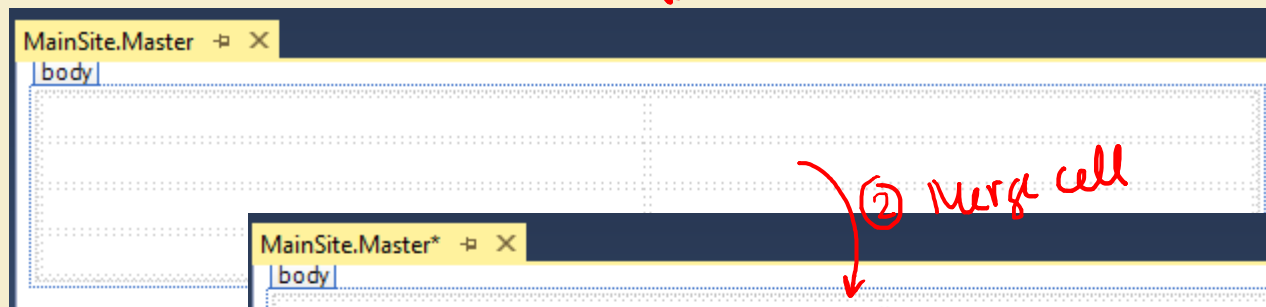 MainSite.Master
body
② Merge cell
MainSite.Master*
body